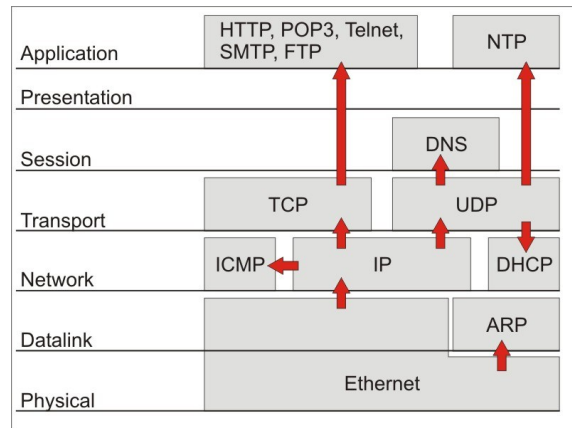 HTTP, POP3, Telnet,
SMTP, FTP
NTP
Application
Presentation
DNS
Session
TCP
UDP
Transport
ICMP
IP
DHCP
Network
ARP
Datalink
Ethernet
Physical